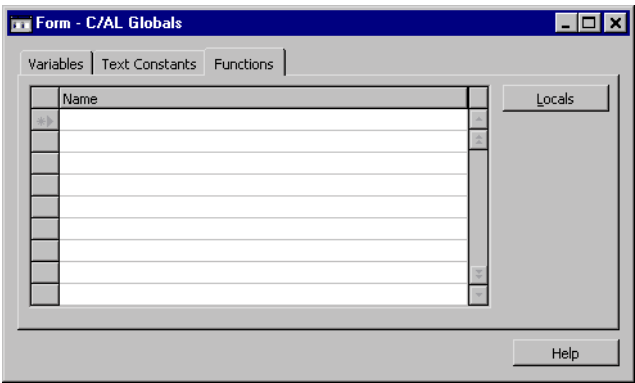 Form - C/AL Globals
Variables Text Constants Functions
Name
Locals
Help